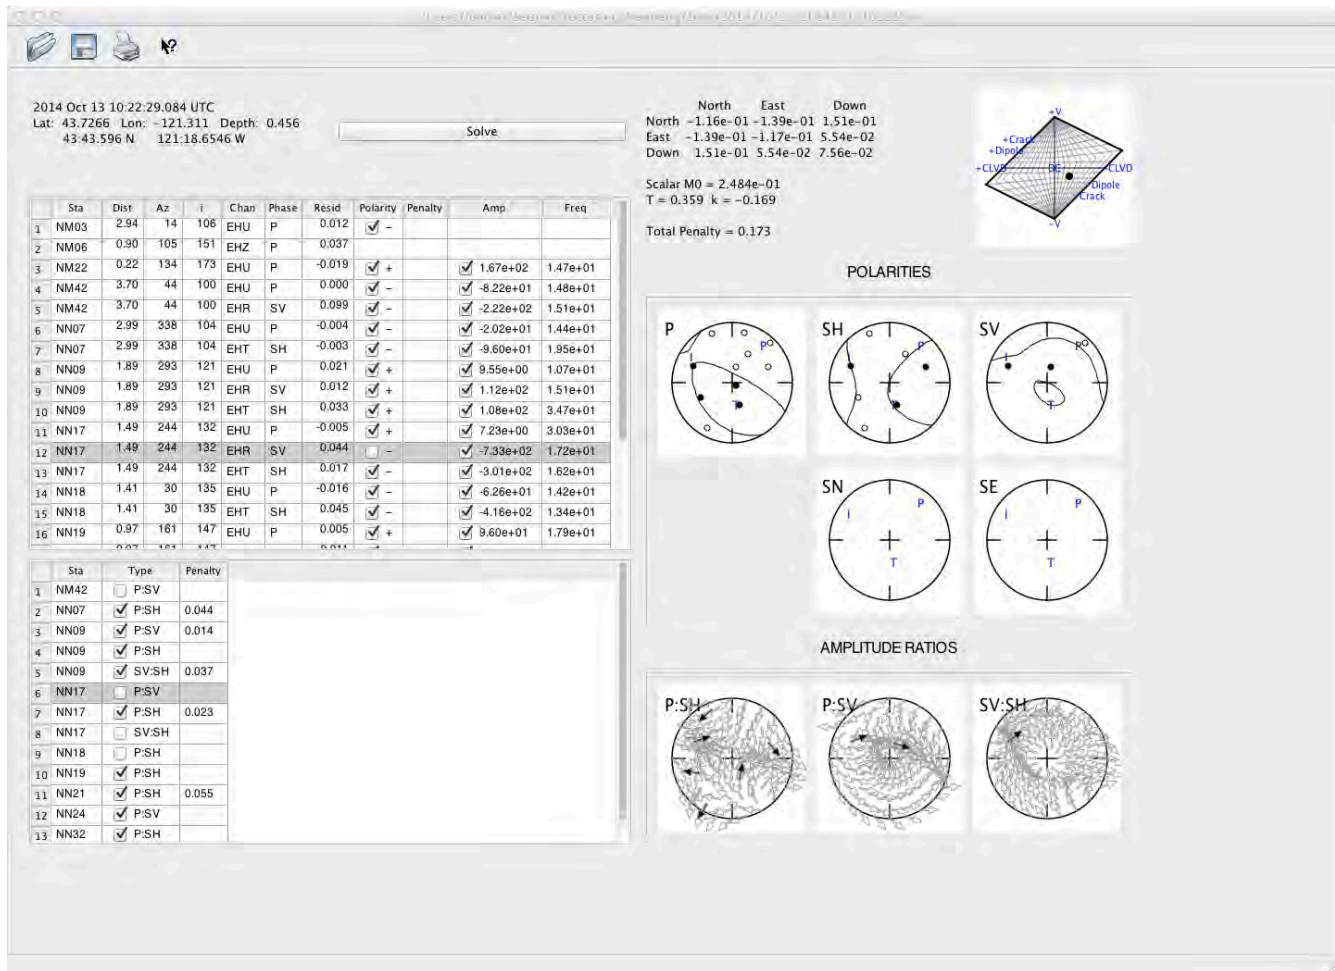 2014 Oct 13 10:22:29.084 UTC
Lat: 43.7266 Lon: -121.311 Depth: 0.456
43:43.596 N 121:18.6546 W
Solve
North East Down
North -1.16e-01 -1.39e-01 1.51e-01
East -1.39e-01 -1.17e-01 5.54e-02
Down 1.51e-01 5.54e-02 7.56e-02
Scalar M0 = 2.484e-01
T = 0.359 k = -0.169
Total Penalty = 0.173
+V
+Crack
+Dipole
+CLVD DC -CLVD
-Dipole
-Crack
-V
Sta Dist Az i Chan Phase Resid Polarity Penalty Amp Freq
1 NM03 2.94 14 106 EHU P 0.012 -
2 NM06 0.90 105 151 EHZ P 0.037
3 NM22 0.22 134 173 EHU P -0.019 + 1.67e+02 1.47e+01
4 NM42 3.70 44 100 EHU P 0.000 - -8.22e+01 1.48e+01
5 NM42 3.70 44 100 EHR SV 0.099 - -2.22e+02 1.51e+01
6 NN07 2.99 338 104 EHU P -0.004 - -2.02e+01 1.44e+01
7 NN07 2.99 338 104 EHT SH -0.003 - -9.60e+01 1.95e+01
8 NN09 1.89 293 121 EHU P 0.021 + 9.55e+00 1.07e+01
9 NN09 1.89 293 121 EHR SV 0.012 + 1.12e+02 1.51e+01
10 NN09 1.89 293 121 EHT SH 0.033 + 1.08e+02 3.47e+01
11 NN17 1.49 244 132 EHU P -0.005 + 7.23e+00 3.03e+01
12 NN17 1.49 244 132 EHR SV 0.044 - -7.33e+02 1.72e+01
13 NN17 1.49 244 132 EHT SH 0.017 - -3.01e+02 1.62e+01
14 NN18 1.41 30 135 EHU P -0.016 - -6.26e+01 1.42e+01
15 NN18 1.41 30 135 EHT SH 0.045 - -4.16e+02 1.34e+01
16 NN19 0.97 161 147 EHU P 0.005 + 9.60e+01 1.79e+01
Sta Type Penalty
1 NM42 P:SV
2 NN07 P:SH 0.044
3 NN09 P:SV 0.014
4 NN09 P:SH
5 NN09 SV:SH 0.037
6 NN17 P:SV
7 NN17 P:SH 0.023
8 NN17 SV:SH
9 NN18 P:SH
10 NN19 P:SH
11 NN21 P:SH 0.055
12 NN24 P:SV
13 NN32 P:SH
POLARITIES
P SH SV
I P T
I P T
I P T
SN SE
I P T
I P T
AMPLITUDE RATIOS
P:SH P:SV SV:SH